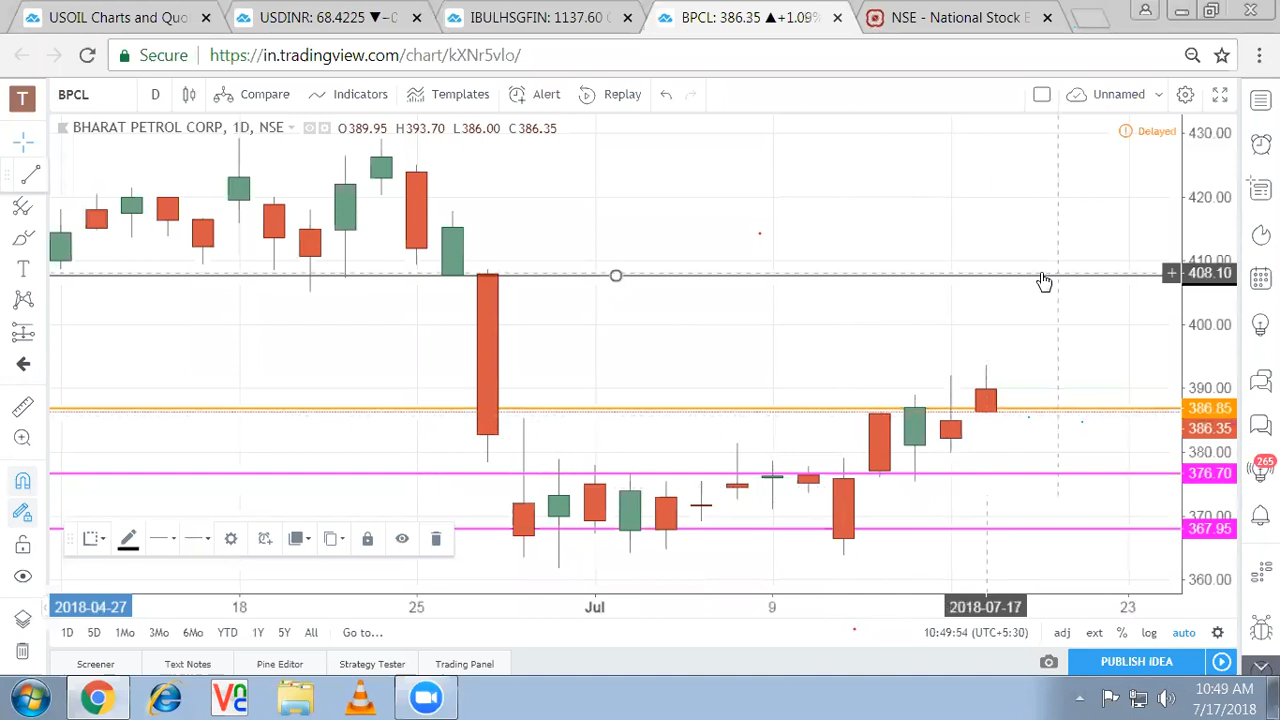 USOIL Charts and Quo
USDINR: 68.4225 ▼−
IBULHSGFIN: 1137.60
BPCL: 386.35 ▲+1.09%
NSE - National Stock E
Secure
https://in.tradingview.com/chart/kXNr5vlo/
T
BPCL
D
Compare
Indicators
Templates
Alert
Replay
Unnamed
BHARAT PETROL CORP, 1D, NSE
O389.95 H393.70 L386.00 C386.35
Delayed
430.00
420.00
410.00
408.10
400.00
390.00
386.85
386.35
380.00
376.70
370.00
367.95
360.00
265
2018-04-27
18
25
Jul
9
2018-07-17
23
1D 5D 1Mo 3Mo 6Mo YTD 1Y 5Y All Go to...
10:49:54 (UTC+5:30)
adj ext % log auto
Screener
Text Notes
Pine Editor
Strategy Tester
Trading Panel
PUBLISH IDEA
10:49 AM
7/17/2018